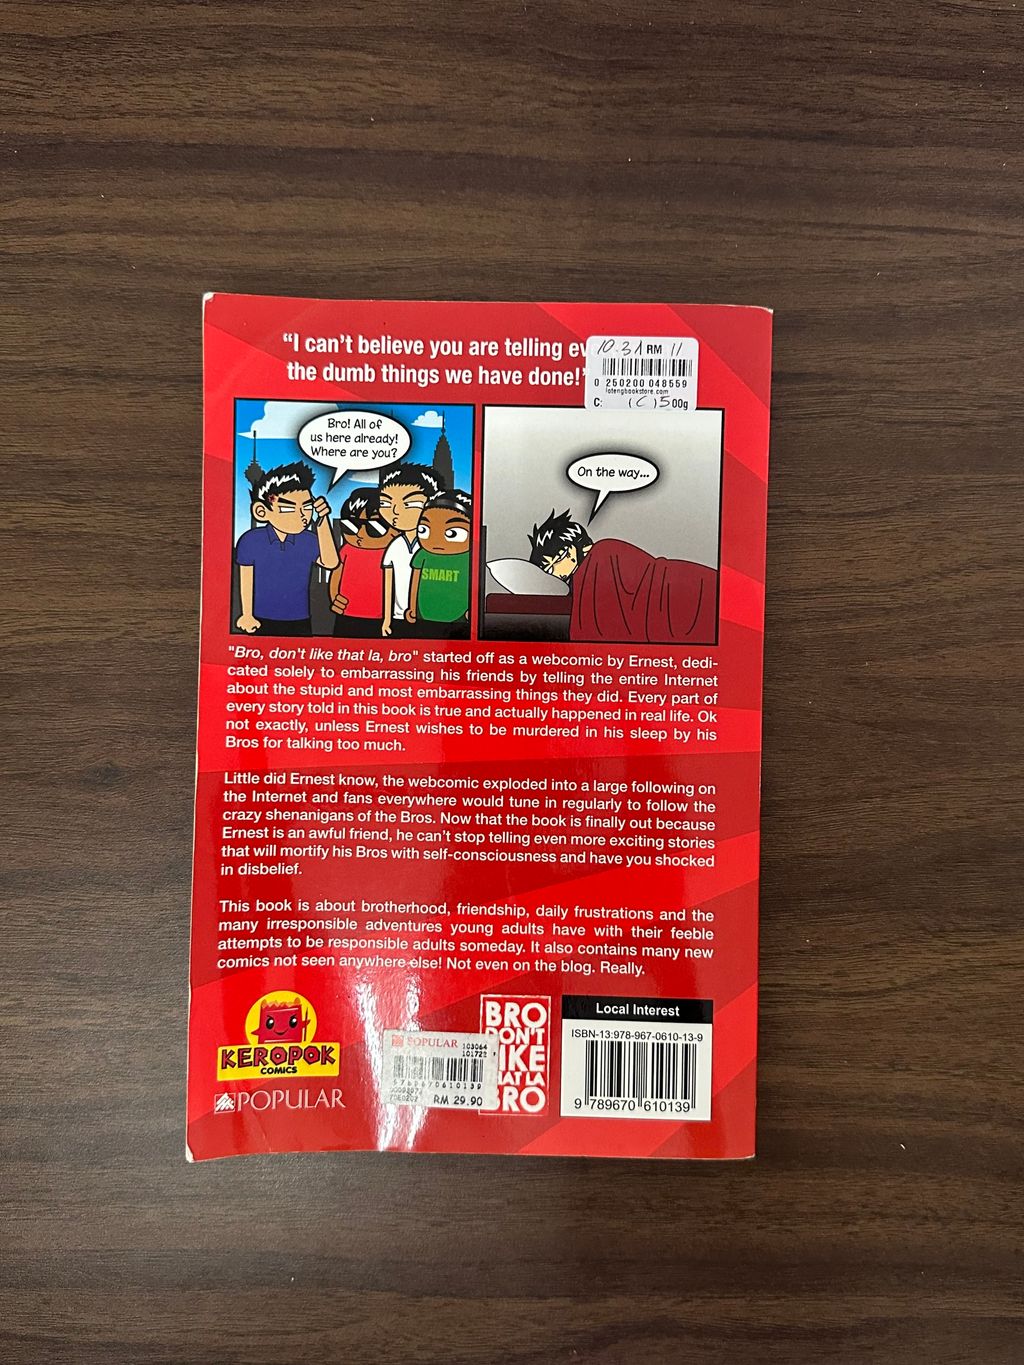 "I can't believe you are telling ev
the dumb things we have done!"
10.31 RM 11
0 250200 048559
lotengbookstore.com
C: ( C ) 500g
Bro! All of
us here already!
Where are you?
SMART
On the way...
"Bro, don't like that la, bro" started off as a webcomic by Ernest, dedi-
cated solely to embarrassing his friends by telling the entire Internet
about the stupid and most embarrassing things they did. Every part of
every story told in this book is true and actually happened in real life. Ok
not exactly, unless Ernest wishes to be murdered in his sleep by his
Bros for talking too much.
Little did Ernest know, the webcomic exploded into a large following on
the Internet and fans everywhere would tune in regularly to follow the
crazy shenanigans of the Bros. Now that the book is finally out because
Ernest is an awful friend, he can't stop telling even more exciting stories
that will mortify his Bros with self-consciousness and have you shocked
in disbelief.
This book is about brotherhood, friendship, daily frustrations and the
many irresponsible adventures young adults have with their feeble
attempts to be responsible adults someday. It also contains many new
comics not seen anywhere else! Not even on the blog. Really.
KEROPOK
COMICS
POPULAR
POPULAR 103064
101722
RM 29.90
BRO
DON'T
IKE
HAT LA
BRO
Local Interest
ISBN-13:978-967-0610-13-9
9 789670 610139